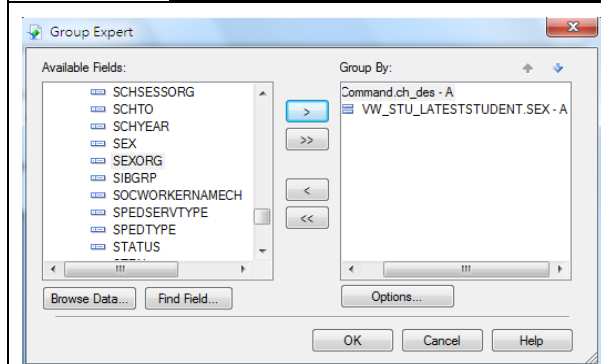 Group Expert
Available Fields:
SCHSESSORG
SCHTO
SCHYEAR
SEX
SEXORG
SIBGRP
SOCWORKERNAMECH
SPEDSERVTYPE
SPEDTYPE
STATUS
>
>>
<
<<
Group By:
Command.ch_des - A
VW_STU_LATESTSTUDENT.SEX - A
Browse Data...
Find Field...
Options...
OK
Cancel
Help